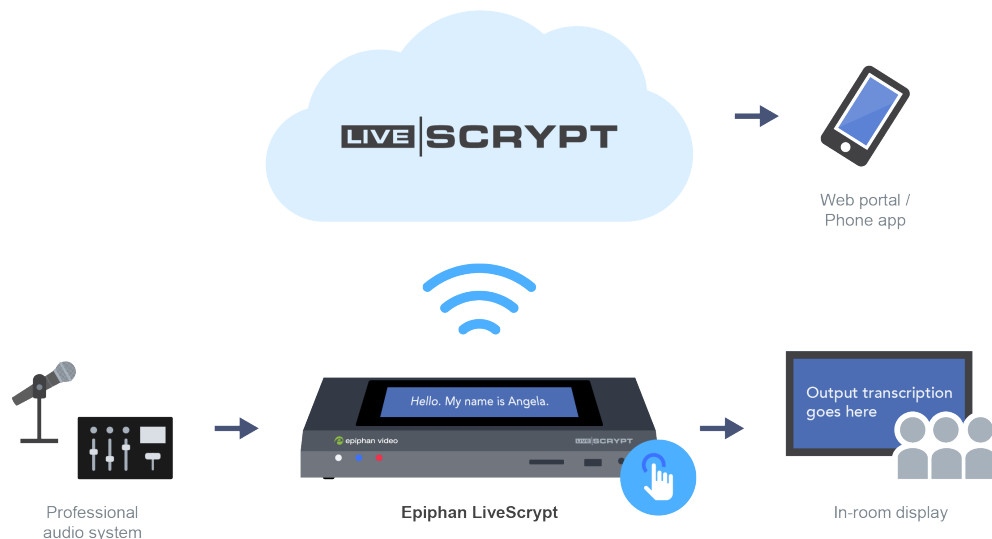 LIVE SCRYPT
Web portal /
Phone app
Hello. My name is Angela.
epiphan video
LIVE SCRYPT
Output transcription
goes here
Professional
audio system
Epiphan LiveScrypt
In-room display